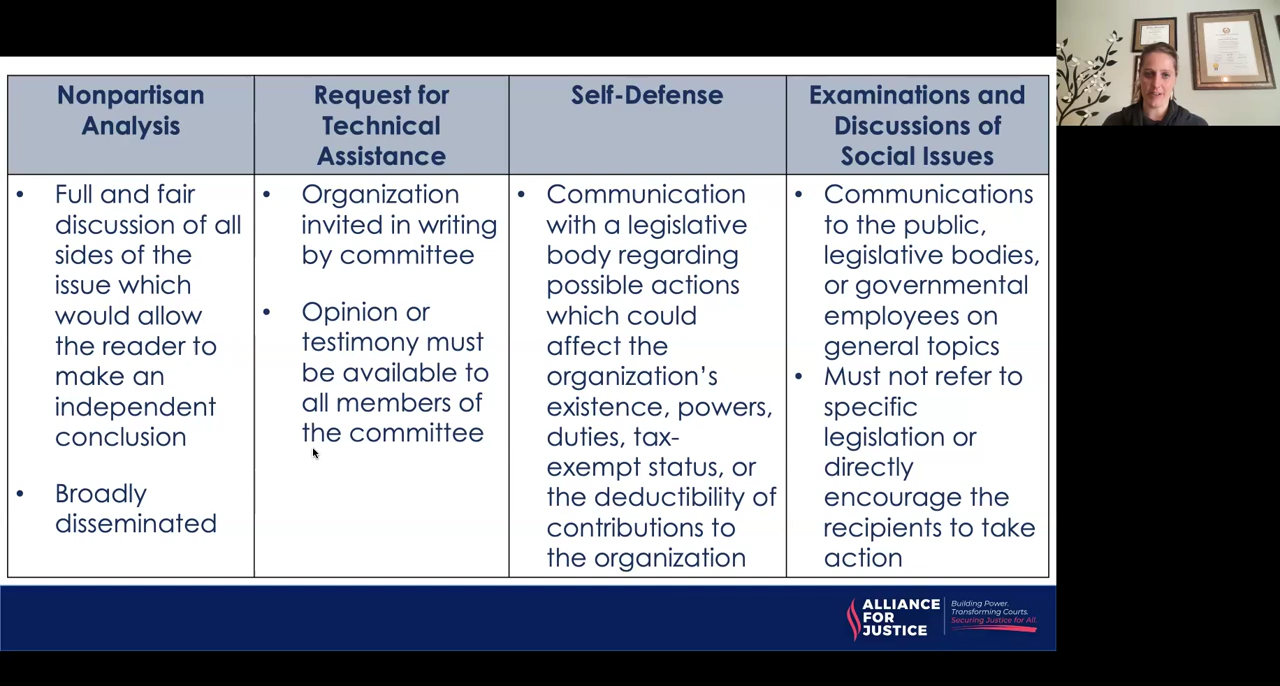 Nonpartisan
Analysis
Request for
Technical
Assistance
Self-Defense
Examinations and
Discussions of
Social Issues
• Full and fair
discussion of all
sides of the
issue which
would allow
the reader to
make an
independent
conclusion
• Broadly
disseminated
• Organization
invited in writing
by committee
• Opinion or
testimony must
be available to
all members of
the committee
• Communication
with a legislative
body regarding
possible actions
which could
affect the
organization’s
existence, powers,
duties, tax-
exempt status, or
the deductibility of
contributions to
the organization
• Communications
to the public,
legislative bodies,
or governmental
employees on
general topics
• Must not refer to
specific
legislation or
directly
encourage the
recipients to take
action
ALLIANCE
FOR
JUSTICE
Building Power.
Transforming Courts.
Securing Justice for All.